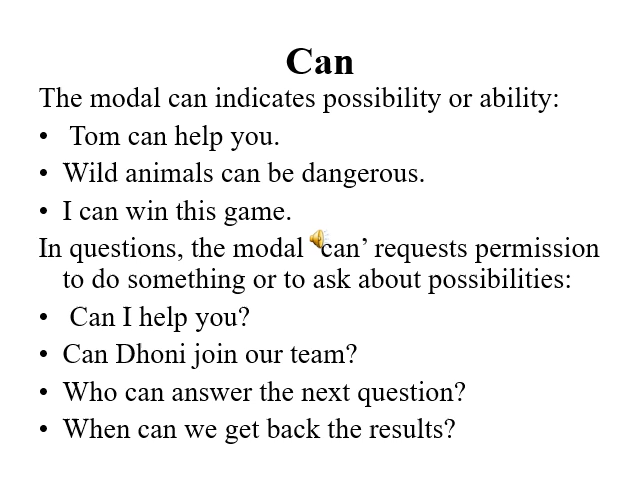 Can
The modal can indicates possibility or ability:
• Tom can help you.
• Wild animals can be dangerous.
• I can win this game.
In questions, the modal ‘can’ requests permission
to do something or to ask about possibilities:
• Can I help you?
• Can Dhoni join our team?
• Who can answer the next question?
• When can we get back the results?